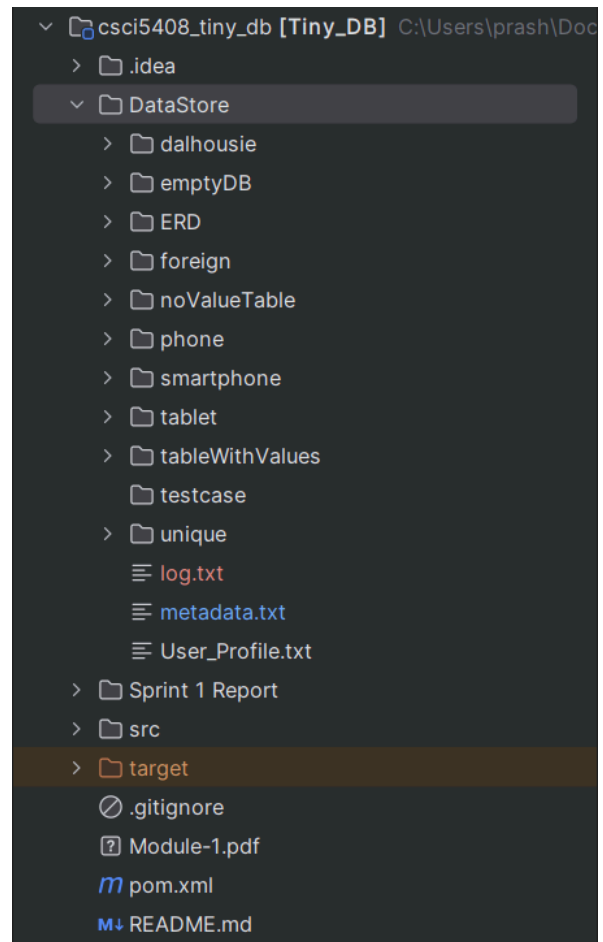 csci5408_tiny_db [Tiny_DB] C:\Users\prash\Doc
.idea
DataStore
dalhousie
emptyDB
ERD
foreign
noValueTable
phone
smartphone
tablet
tableWithValues
testcase
unique
log.txt
metadata.txt
User_Profile.txt
Sprint 1 Report
src
target
.gitignore
? Module-1.pdf
m pom.xml
M↓ README.md